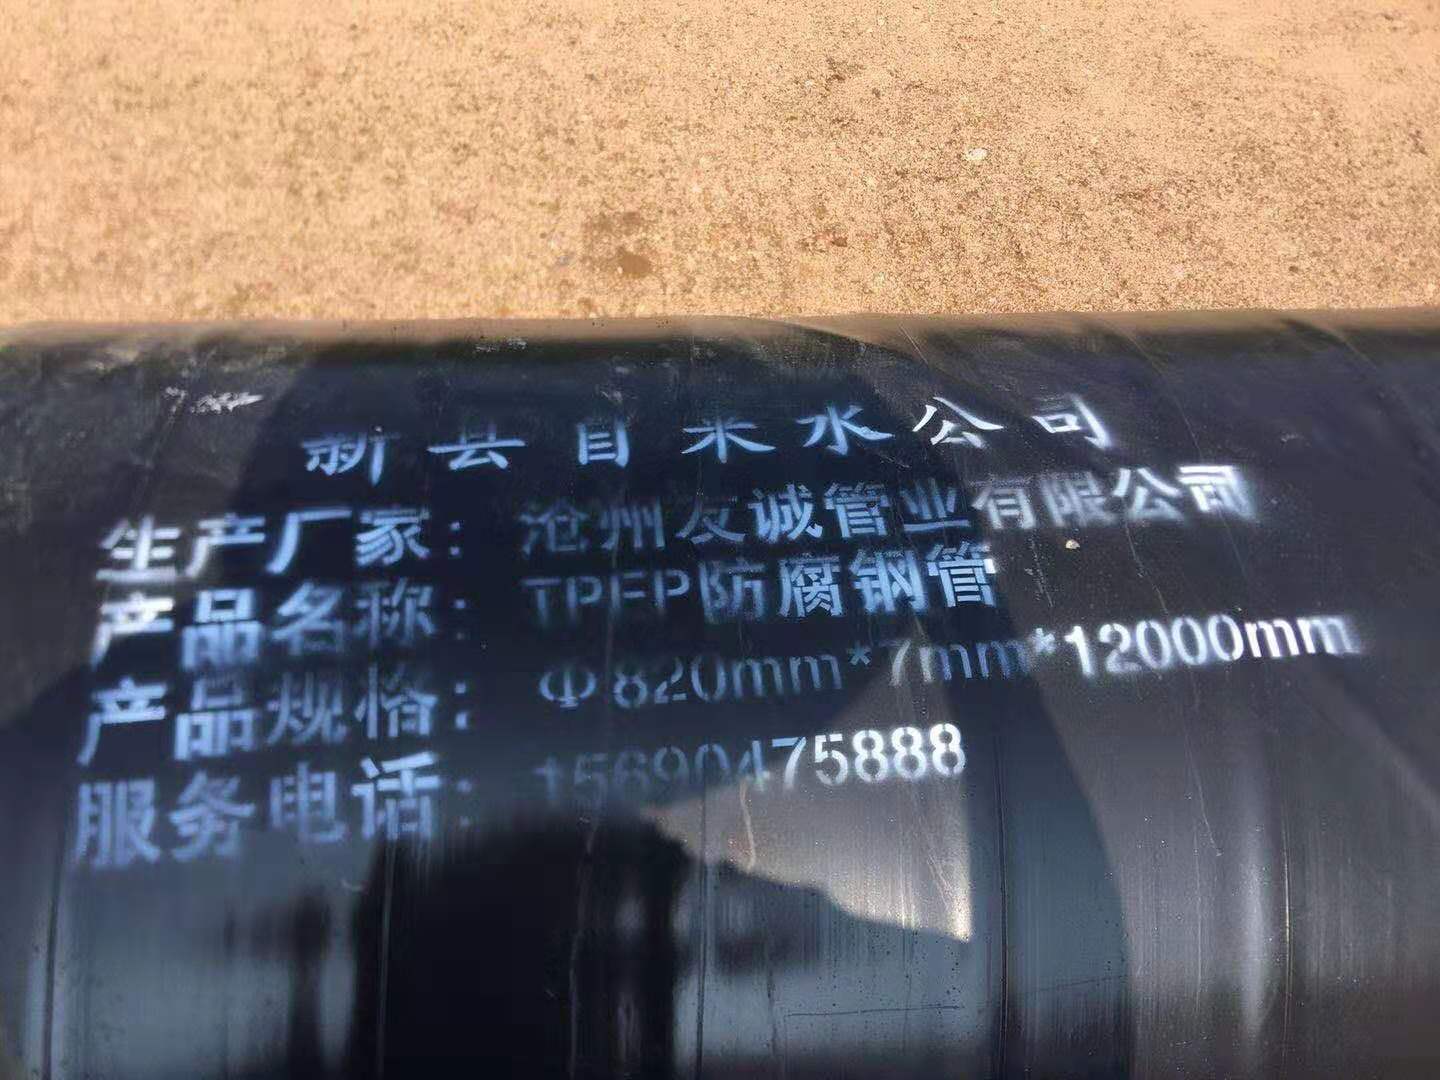 新县自来水公司
生产厂家：沧州友诚管业有限公司
产品名称：TPEP防腐钢管
产品规格：Φ820mm*7mm*12000mm
服务电话：15690475888